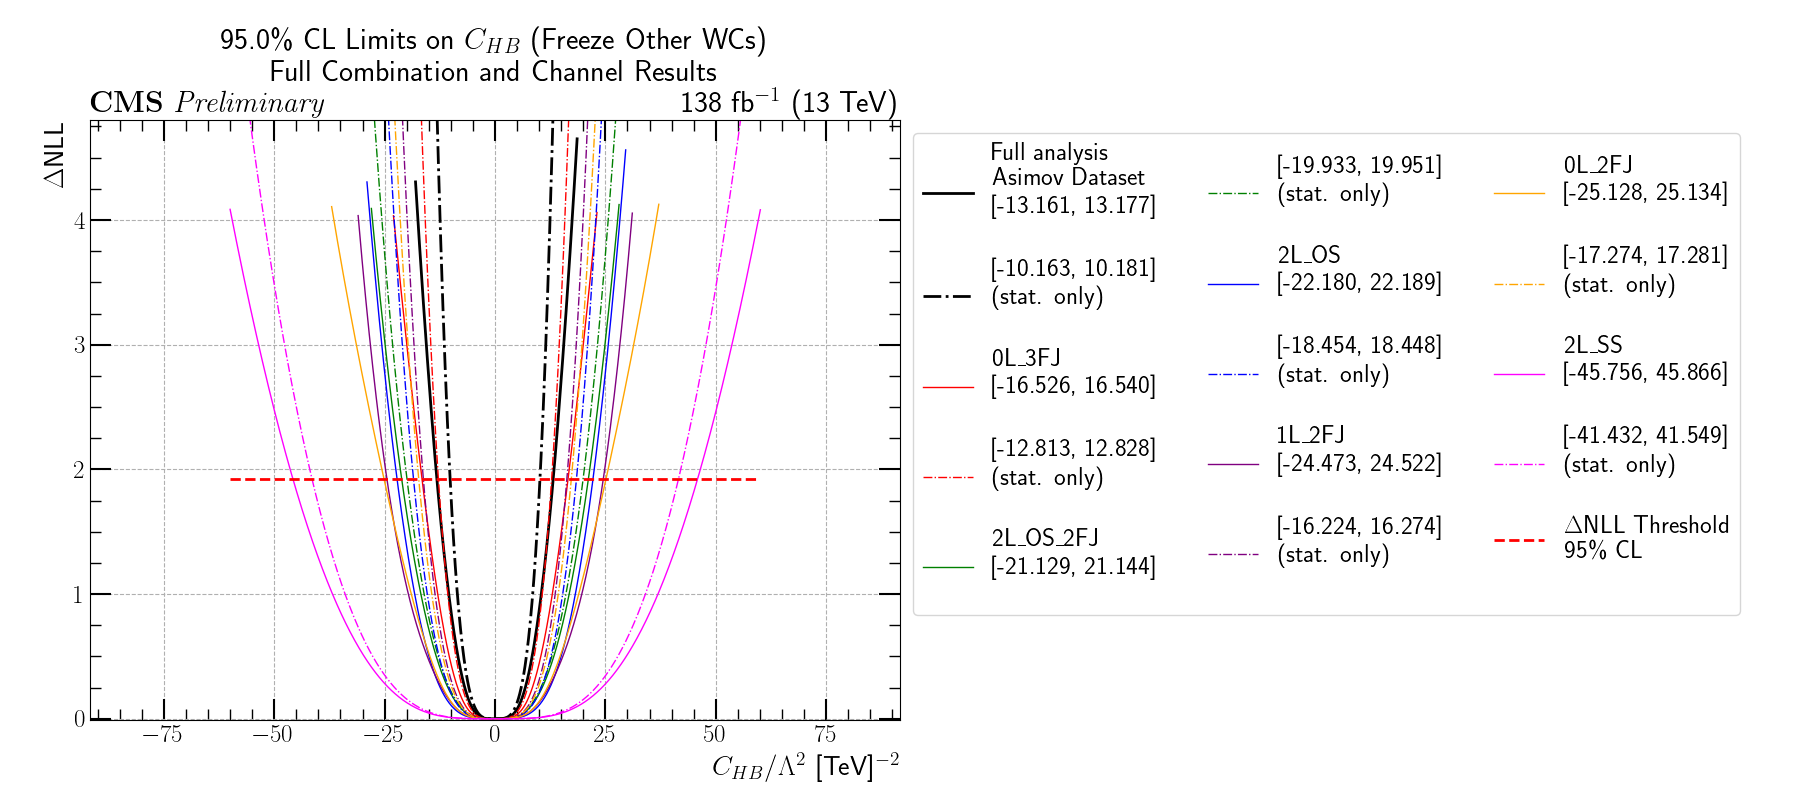 95.0% CL Limits on C_{HB} (Freeze Other WCs)
Full Combination and Channel Results
CMS Preliminary
138 fb^{-1} (13 TeV)
ΔNLL
4
3
2
1
0
−75
−50
−25
0
25
50
75
C_{HB}/Λ^2 [TeV]^{-2}
Full analysis
Asimov Dataset
[-13.161, 13.177]
[-10.163, 10.181]
(stat. only)
0L_3FJ
[-16.526, 16.540]
[-12.813, 12.828]
(stat. only)
2L_OS_2FJ
[-21.129, 21.144]
[-19.933, 19.951]
(stat. only)
2L_OS
[-22.180, 22.189]
[-18.454, 18.448]
(stat. only)
1L_2FJ
[-24.473, 24.522]
[-16.224, 16.274]
(stat. only)
0L_2FJ
[-25.128, 25.134]
[-17.274, 17.281]
(stat. only)
2L_SS
[-45.756, 45.866]
[-41.432, 41.549]
(stat. only)
ΔNLL Threshold
95% CL